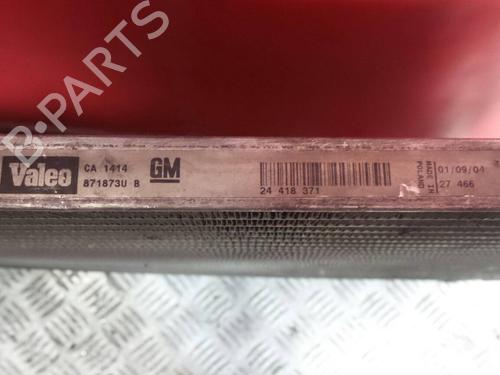 B-PARTS
Valeo
CA 1414
871873U B
GM
24 418 371
MADE IN
POLAND
01/09/04
27 466